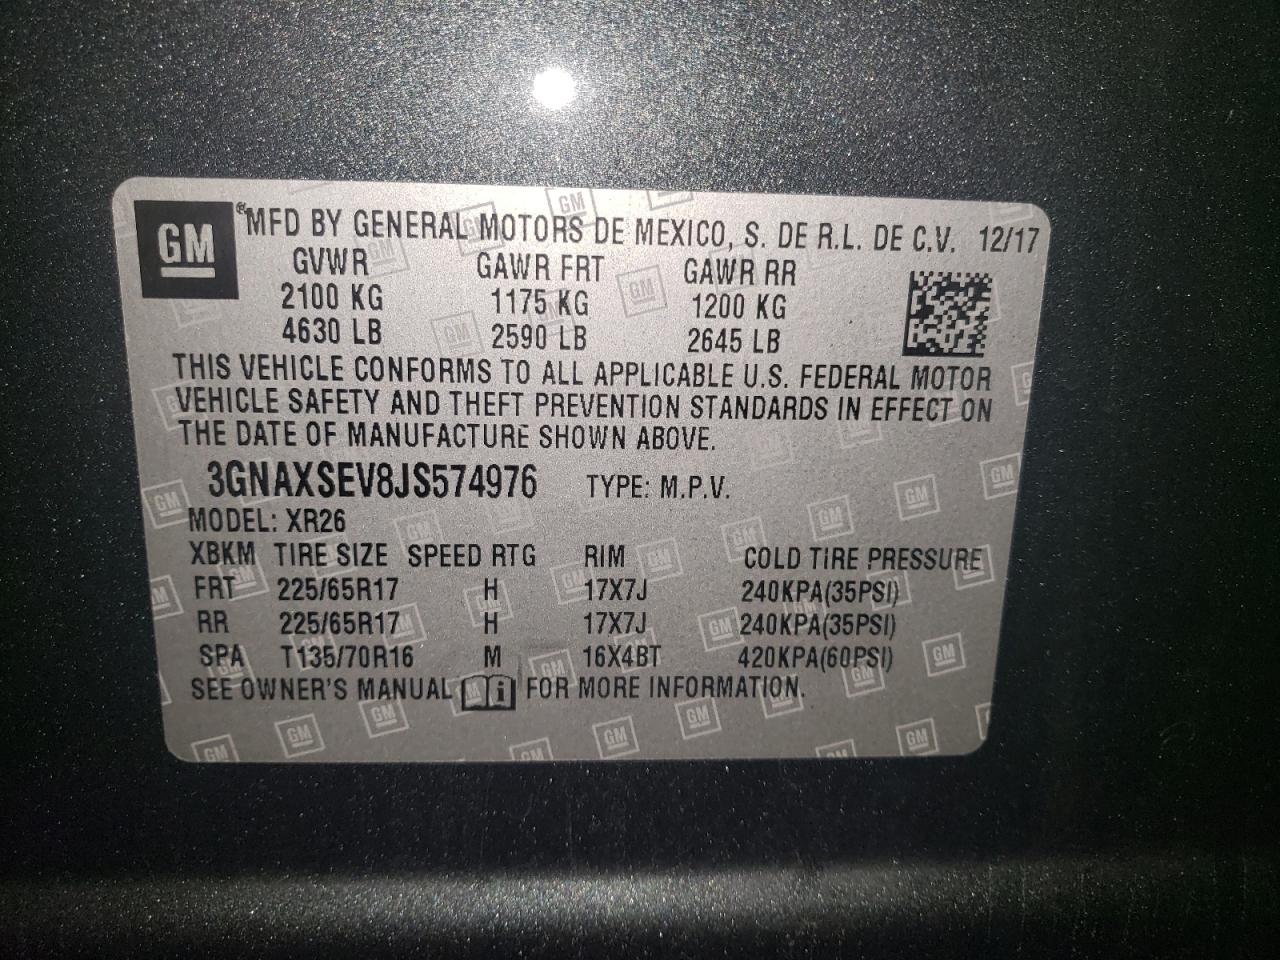 GM ® MFD BY GENERAL MOTORS DE MEXICO, S. DE R.L. DE C.V. 12/17
GVWR GAWR FRT GAWR RR
2100 KG 1175 KG 1200 KG
4630 LB 2590 LB 2645 LB
THIS VEHICLE CONFORMS TO ALL APPLICABLE U.S. FEDERAL MOTOR
VEHICLE SAFETY AND THEFT PREVENTION STANDARDS IN EFFECT ON
THE DATE OF MANUFACTURE SHOWN ABOVE.
3GNAXSEV8JS574976 TYPE: M.P.V.
MODEL: XR26
XBKM TIRE SIZE SPEED RTG RIM COLD TIRE PRESSURE
FRT 225/65R17 H 17X7J 240KPA(35PSI)
RR 225/65R17 H 17X7J 240KPA(35PSI)
SPA T135/70R16 M 16X4BT 420KPA(60PSI)
SEE OWNER'S MANUAL i FOR MORE INFORMATION.